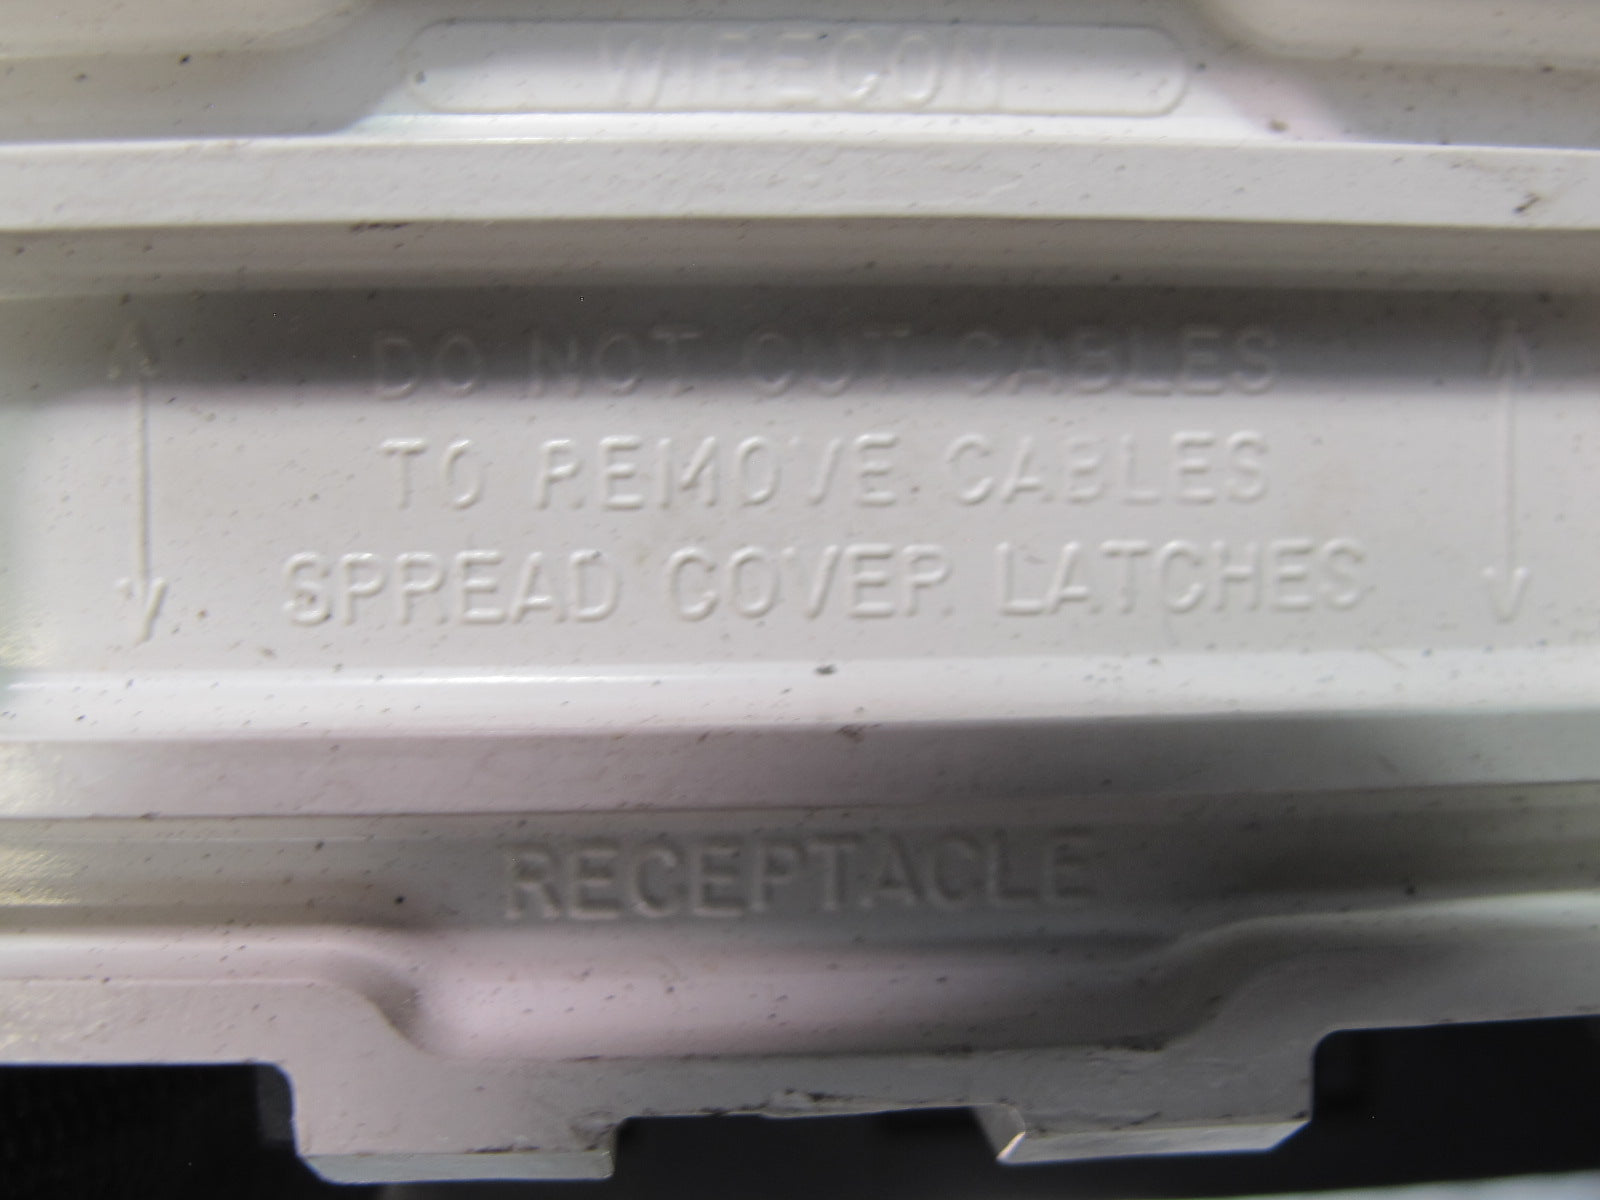 WIRECON
DO NOT CUT CABLES
TO REMOVE CABLES
SPREAD COVER LATCHES
RECEPTACLE